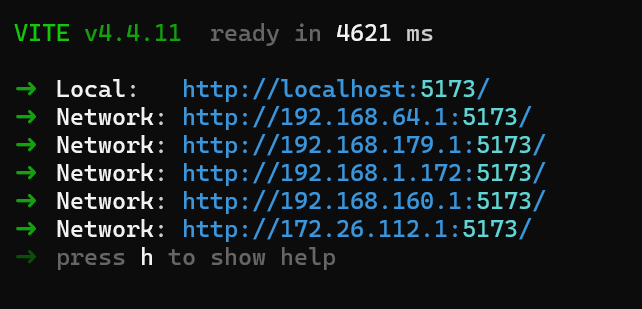 VITE v4.4.11 ready in 4621 ms
➜ Local: http://localhost:5173/
➜ Network: http://192.168.64.1:5173/
➜ Network: http://192.168.179.1:5173/
➜ Network: http://192.168.1.172:5173/
➜ Network: http://192.168.160.1:5173/
➜ Network: http://172.26.112.1:5173/
➜ press h to show help